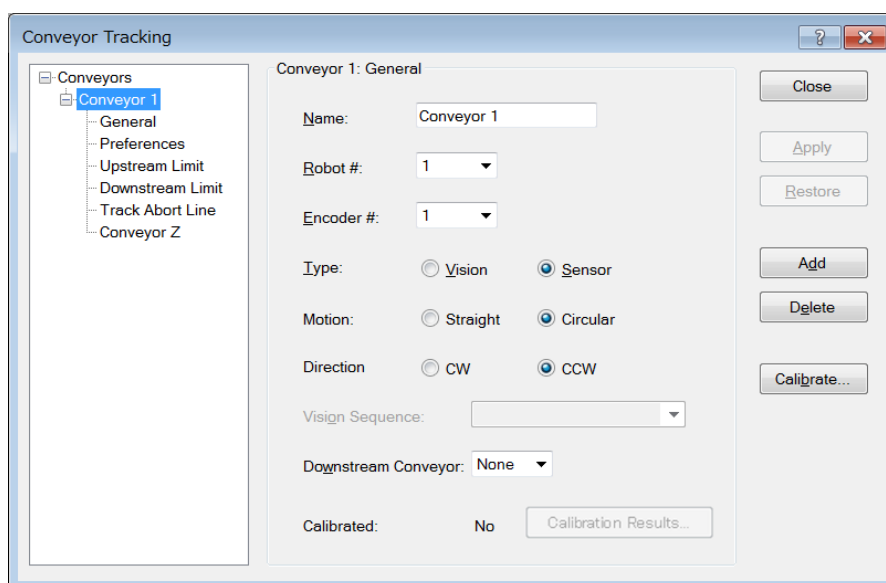 Conveyor Tracking
Conveyors
Conveyor 1
General
Preferences
Upstream Limit
Downstream Limit
Track Abort Line
Conveyor Z
Conveyor 1: General
Name: Conveyor 1
Robot #: 1
Encoder #: 1
Type: Vision Sensor
Motion: Straight Circular
Direction CW CCW
Vision Sequence:
Downstream Conveyor: None
Calibrated: No Calibration Results...
Close
Apply
Restore
Add
Delete
Calibrate...